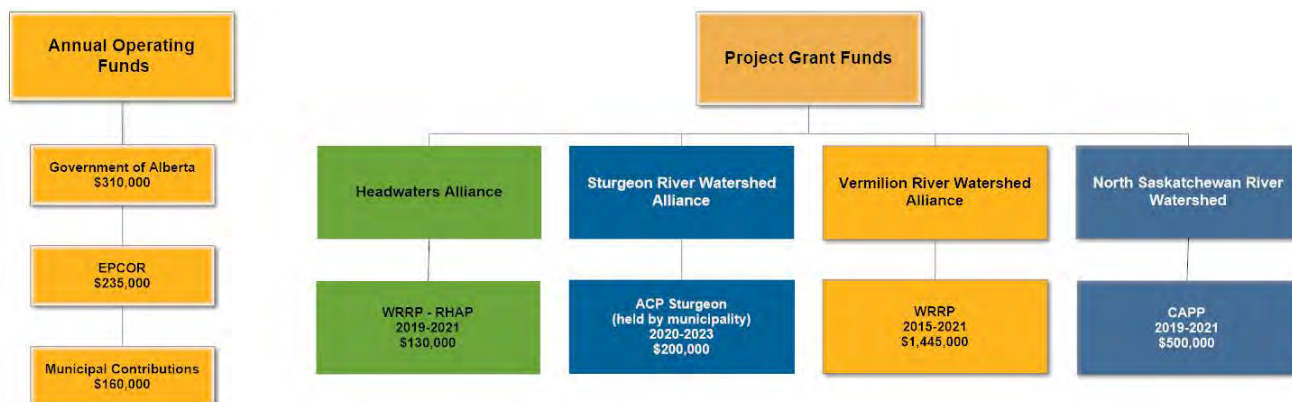 Annual Operating
Funds
Government of Alberta
$310,000
EPCOR
$235,000
Municipal Contributions
$160,000
Project Grant Funds
Headwaters Alliance
Sturgeon River Watershed
Alliance
Vermilion River Watershed
Alliance
North Saskatchewan River
Watershed
WRRP - RHAP
2019-2021
$130,000
ACP Sturgeon
(held by municipality)
2020-2023
$200,000
WRRP
2015-2021
$1,445,000
CAPP
2019-2021
$500,000